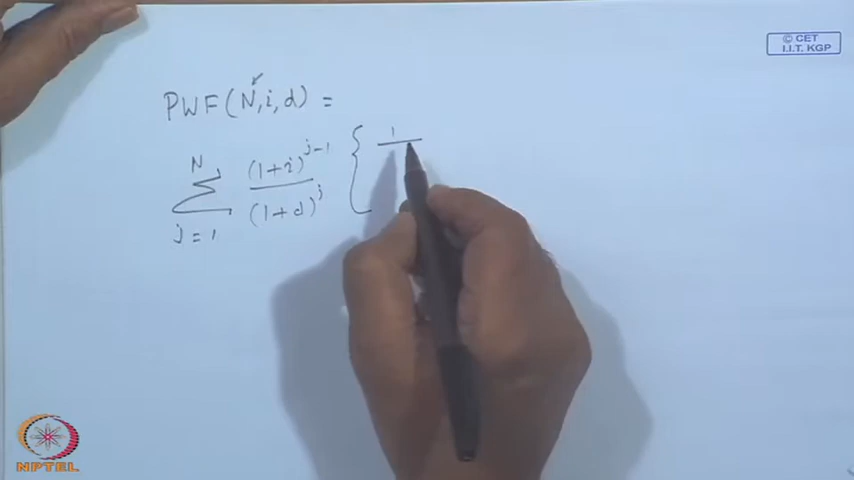 © CET
I.I.T. KGP
PWF(N,i,d) =
N
∑ (1+i)^{j-1} / (1+d)^j { 1/
j = 1
NPTEL